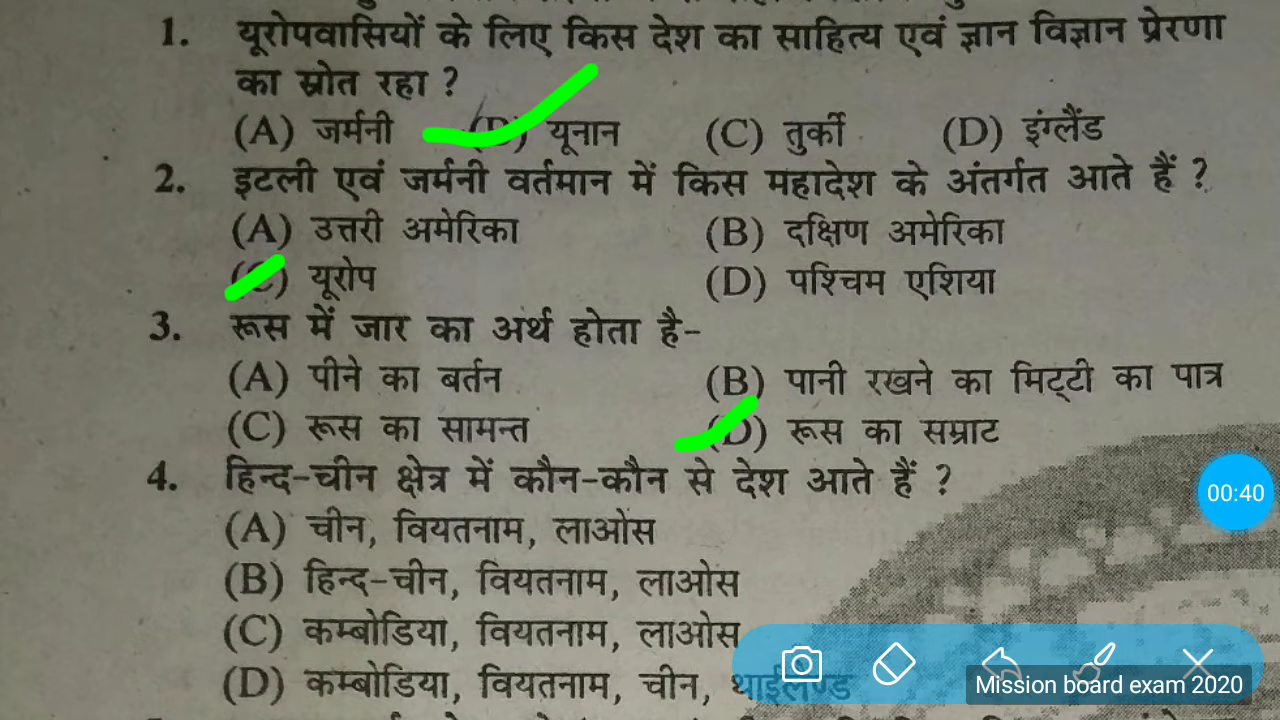 1. यूरोपवासियों के लिए किस देश का साहित्य एवं ज्ञान विज्ञान प्रेरणा
का स्रोत रहा ?
(A) जर्मनी (B) यूनान (C) तुर्की (D) इंग्लैंड
2. इटली एवं जर्मनी वर्तमान में किस महादेश के अंतर्गत आते हैं ?
(A) उत्तरी अमेरिका (B) दक्षिण अमेरिका
(C) यूरोप (D) पश्चिम एशिया
3. रूस में जार का अर्थ होता है-
(A) पीने का बर्तन (B) पानी रखने का मिट्टी का पात्र
(C) रूस का सामन्त (D) रूस का सम्राट
4. हिन्द-चीन क्षेत्र में कौन-कौन से देश आते हैं ?
00:40
(A) चीन, वियतनाम, लाओस
(B) हिन्द-चीन, वियतनाम, लाओस
(C) कम्बोडिया, वियतनाम, लाओस
(D) कम्बोडिया, वियतनाम, चीन, थाईलैण्ड
Mission board exam 2020